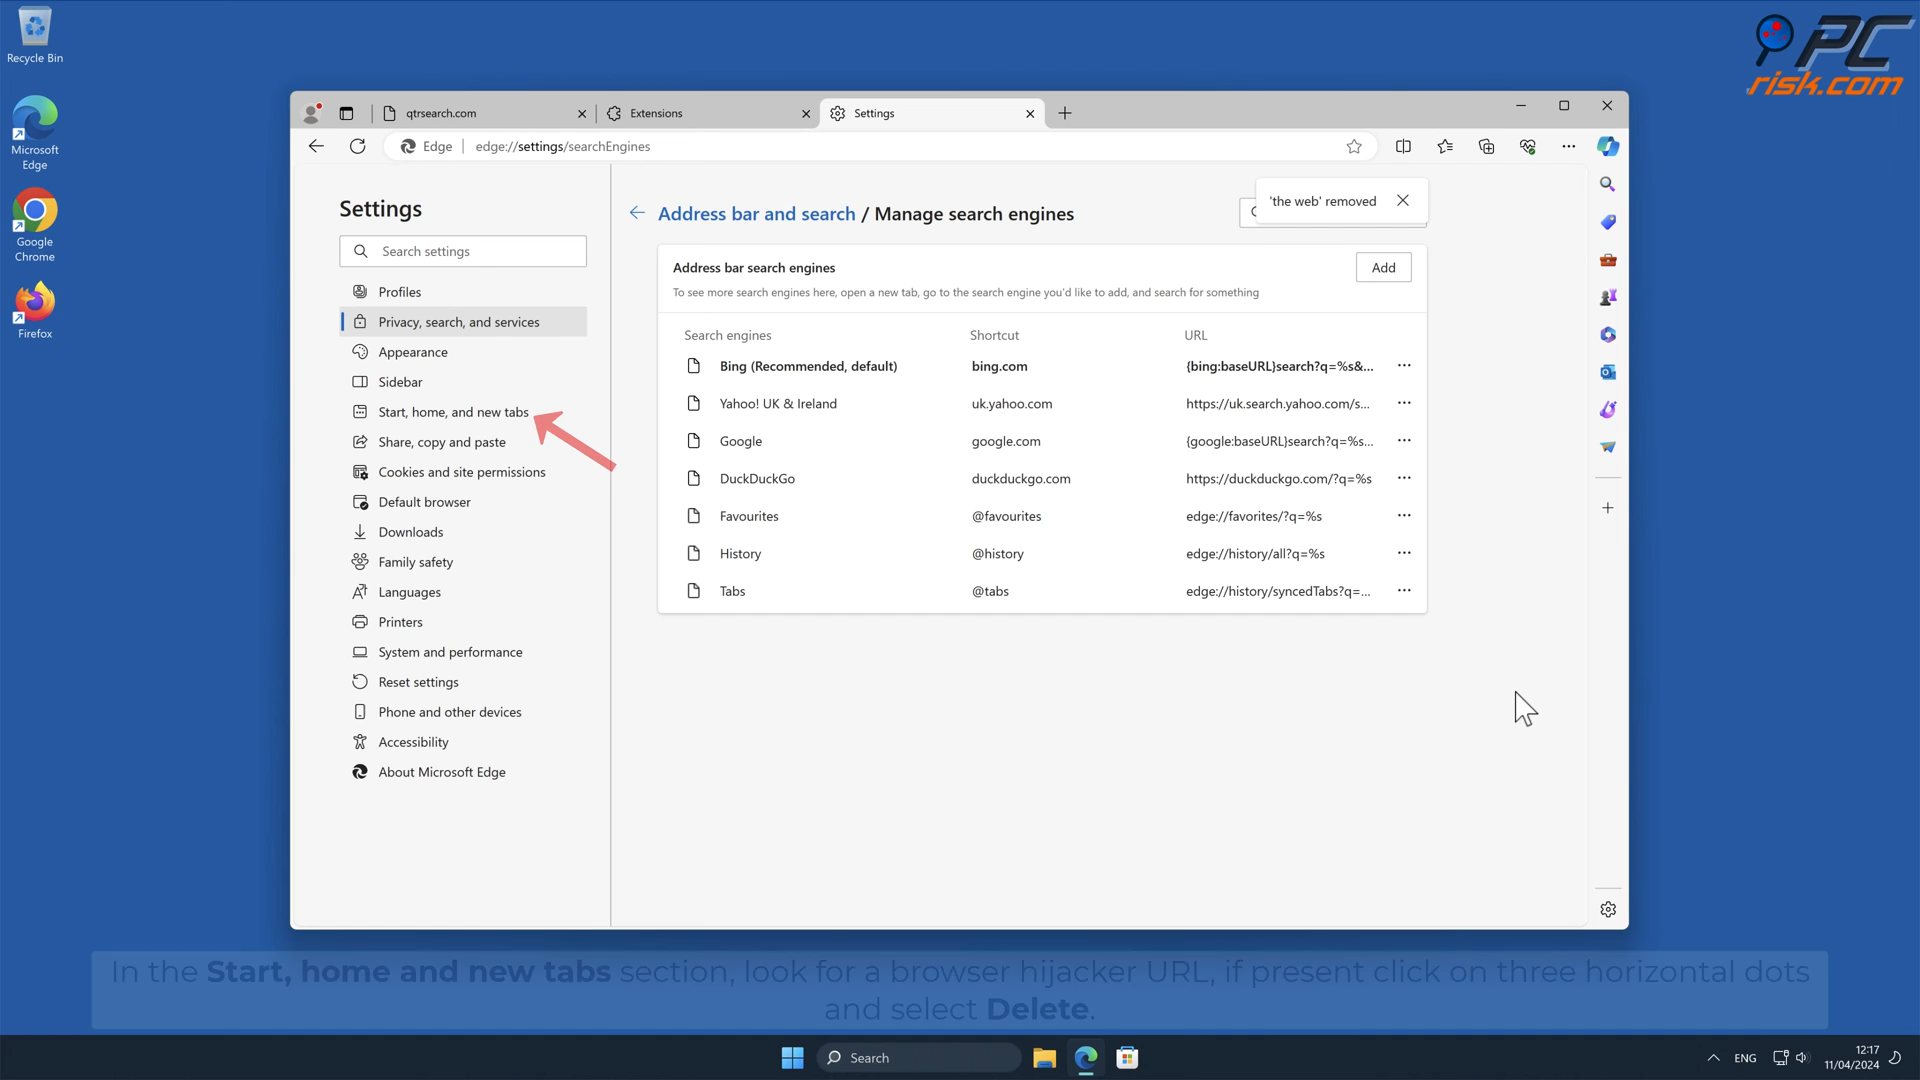 Recycle Bin
Microsoft
Edge
Google
Chrome
Firefox
PC
risk.com
qtrsearch.com
Extensions
Settings
Edge
edge://settings/searchEngines
Settings
Search settings
Profiles
Privacy, search, and services
Appearance
Sidebar
Start, home, and new tabs
Share, copy and paste
Cookies and site permissions
Default browser
Downloads
Family safety
Languages
Printers
System and performance
Reset settings
Phone and other devices
Accessibility
About Microsoft Edge
Address bar and search / Manage search engines
'the web' removed
Address bar search engines
Add
To see more search engines here, open a new tab, go to the search engine you'd like to add, and search for something
Search engines Shortcut URL
Bing (Recommended, default) bing.com {bing:baseURL}search?q=%s&...
Yahoo! UK & Ireland uk.yahoo.com https://uk.search.yahoo.com/s...
Google google.com {google:baseURL}search?q=%s...
DuckDuckGo duckduckgo.com https://duckduckgo.com/?q=%s
Favourites @favourites edge://favorites/?q=%s
History @history edge://history/all?q=%s
Tabs @tabs edge://history/syncedTabs?q=...
In the Start, home and new tabs section, look for a browser hijacker URL, if present click on three horizontal dots
and select Delete.
Search
ENG
12:17
11/04/2024